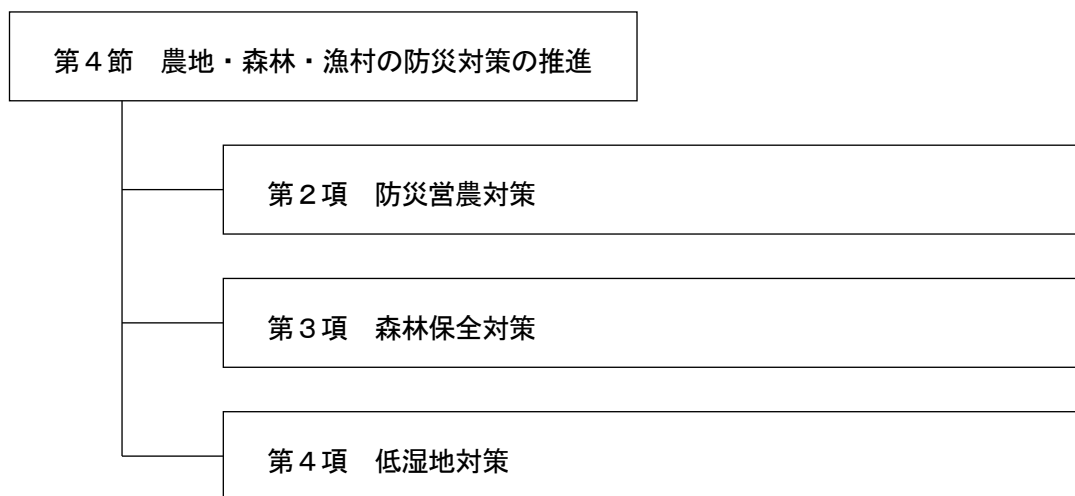 第４節　農地・森林・漁村の防災対策の推進
第２項　防災営農対策
第３項　森林保全対策
第４項　低湿地対策